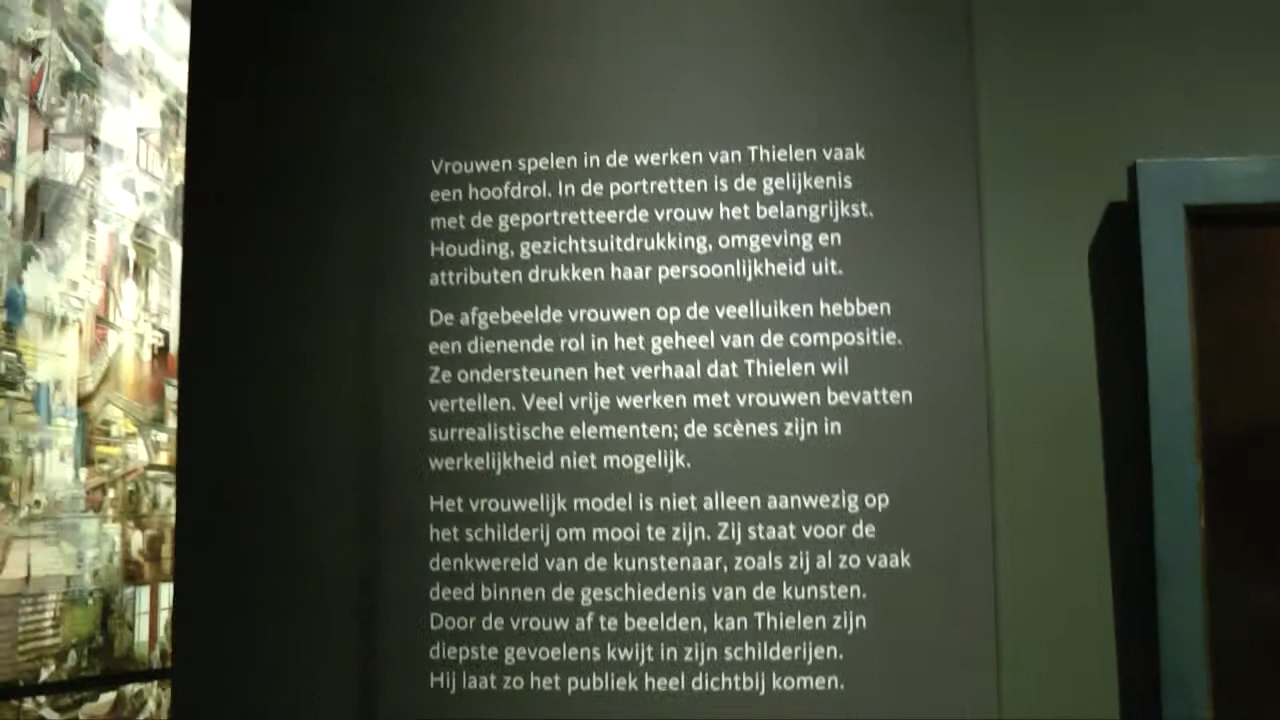 Vrouwen spelen in de werken van Thielen vaak
een hoofdrol. In de portretten is de gelijkenis
met de geportretteerde vrouw het belangrijkst.
Houding, gezichtsuitdrukking, omgeving en
attributen drukken haar persoonlijkheid uit.
De afgebeelde vrouwen op de veelluiken hebben
een dienende rol in het geheel van de compositie.
Ze ondersteunen het verhaal dat Thielen wil
vertellen. Veel vrije werken met vrouwen bevatten
surrealistische elementen; de scènes zijn in
werkelijkheid niet mogelijk.
Het vrouwelijk model is niet alleen aanwezig op
het schilderij om mooi te zijn. Zij staat voor de
denkwereld van de kunstenaar, zoals zij al zo vaak
deed binnen de geschiedenis van de kunsten.
Door de vrouw af te beelden, kan Thielen zijn
diepste gevoelens kwijt in zijn schilderijen.
Hij laat zo het publiek heel dichtbij komen.